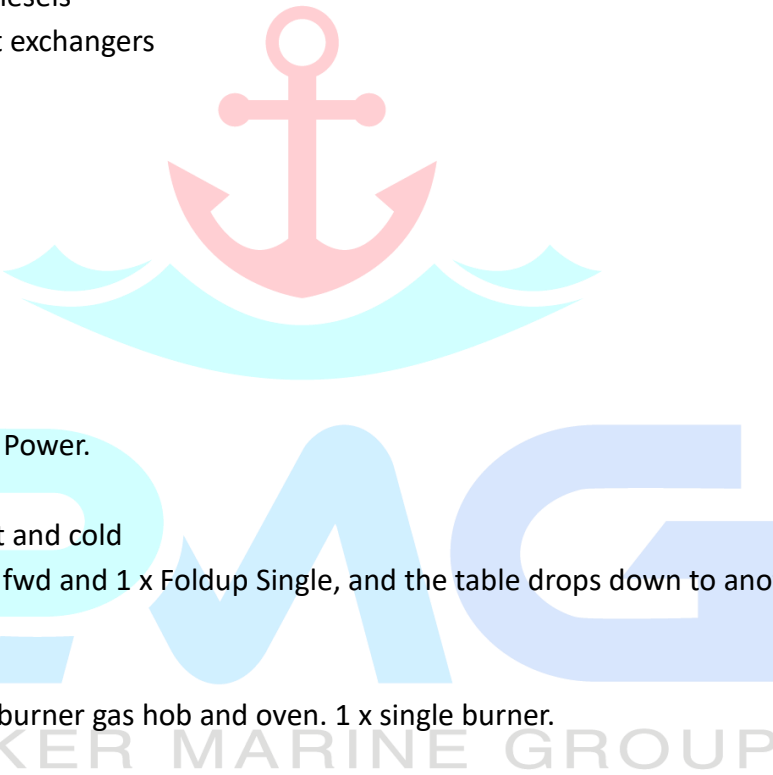 t exchangers
Power.
t and cold
fwd and 1 x Foldup Single, and the table drops down to ano
burner gas hob and oven. 1 x single burner.
KER MARINE GROUP